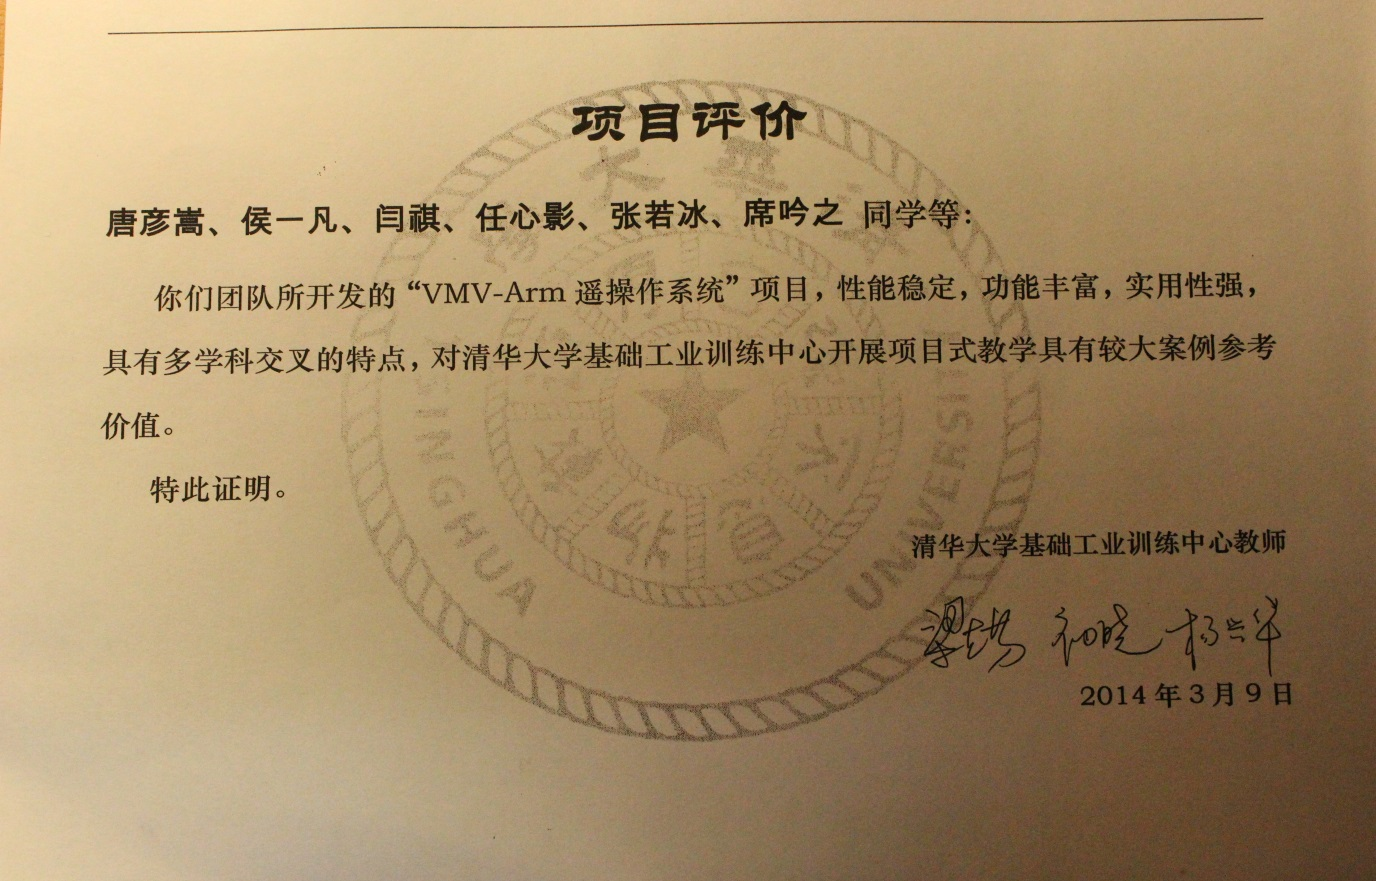 项目评价
唐彦嵩、侯一凡、闫祺、任心影、张若冰、席吟之 同学等:
你们团队所开发的“VMV-Arm 遥操作系统”项目，性能稳定，功能丰富，实用性强，
具有多学科交叉的特点，对清华大学基础工业训练中心开展项目式教学具有较大案例参考
价值。
特此证明。
清华大学基础工业训练中心教师
2014 年 3 月 9 日
TSINGHUA UNIVERSITY